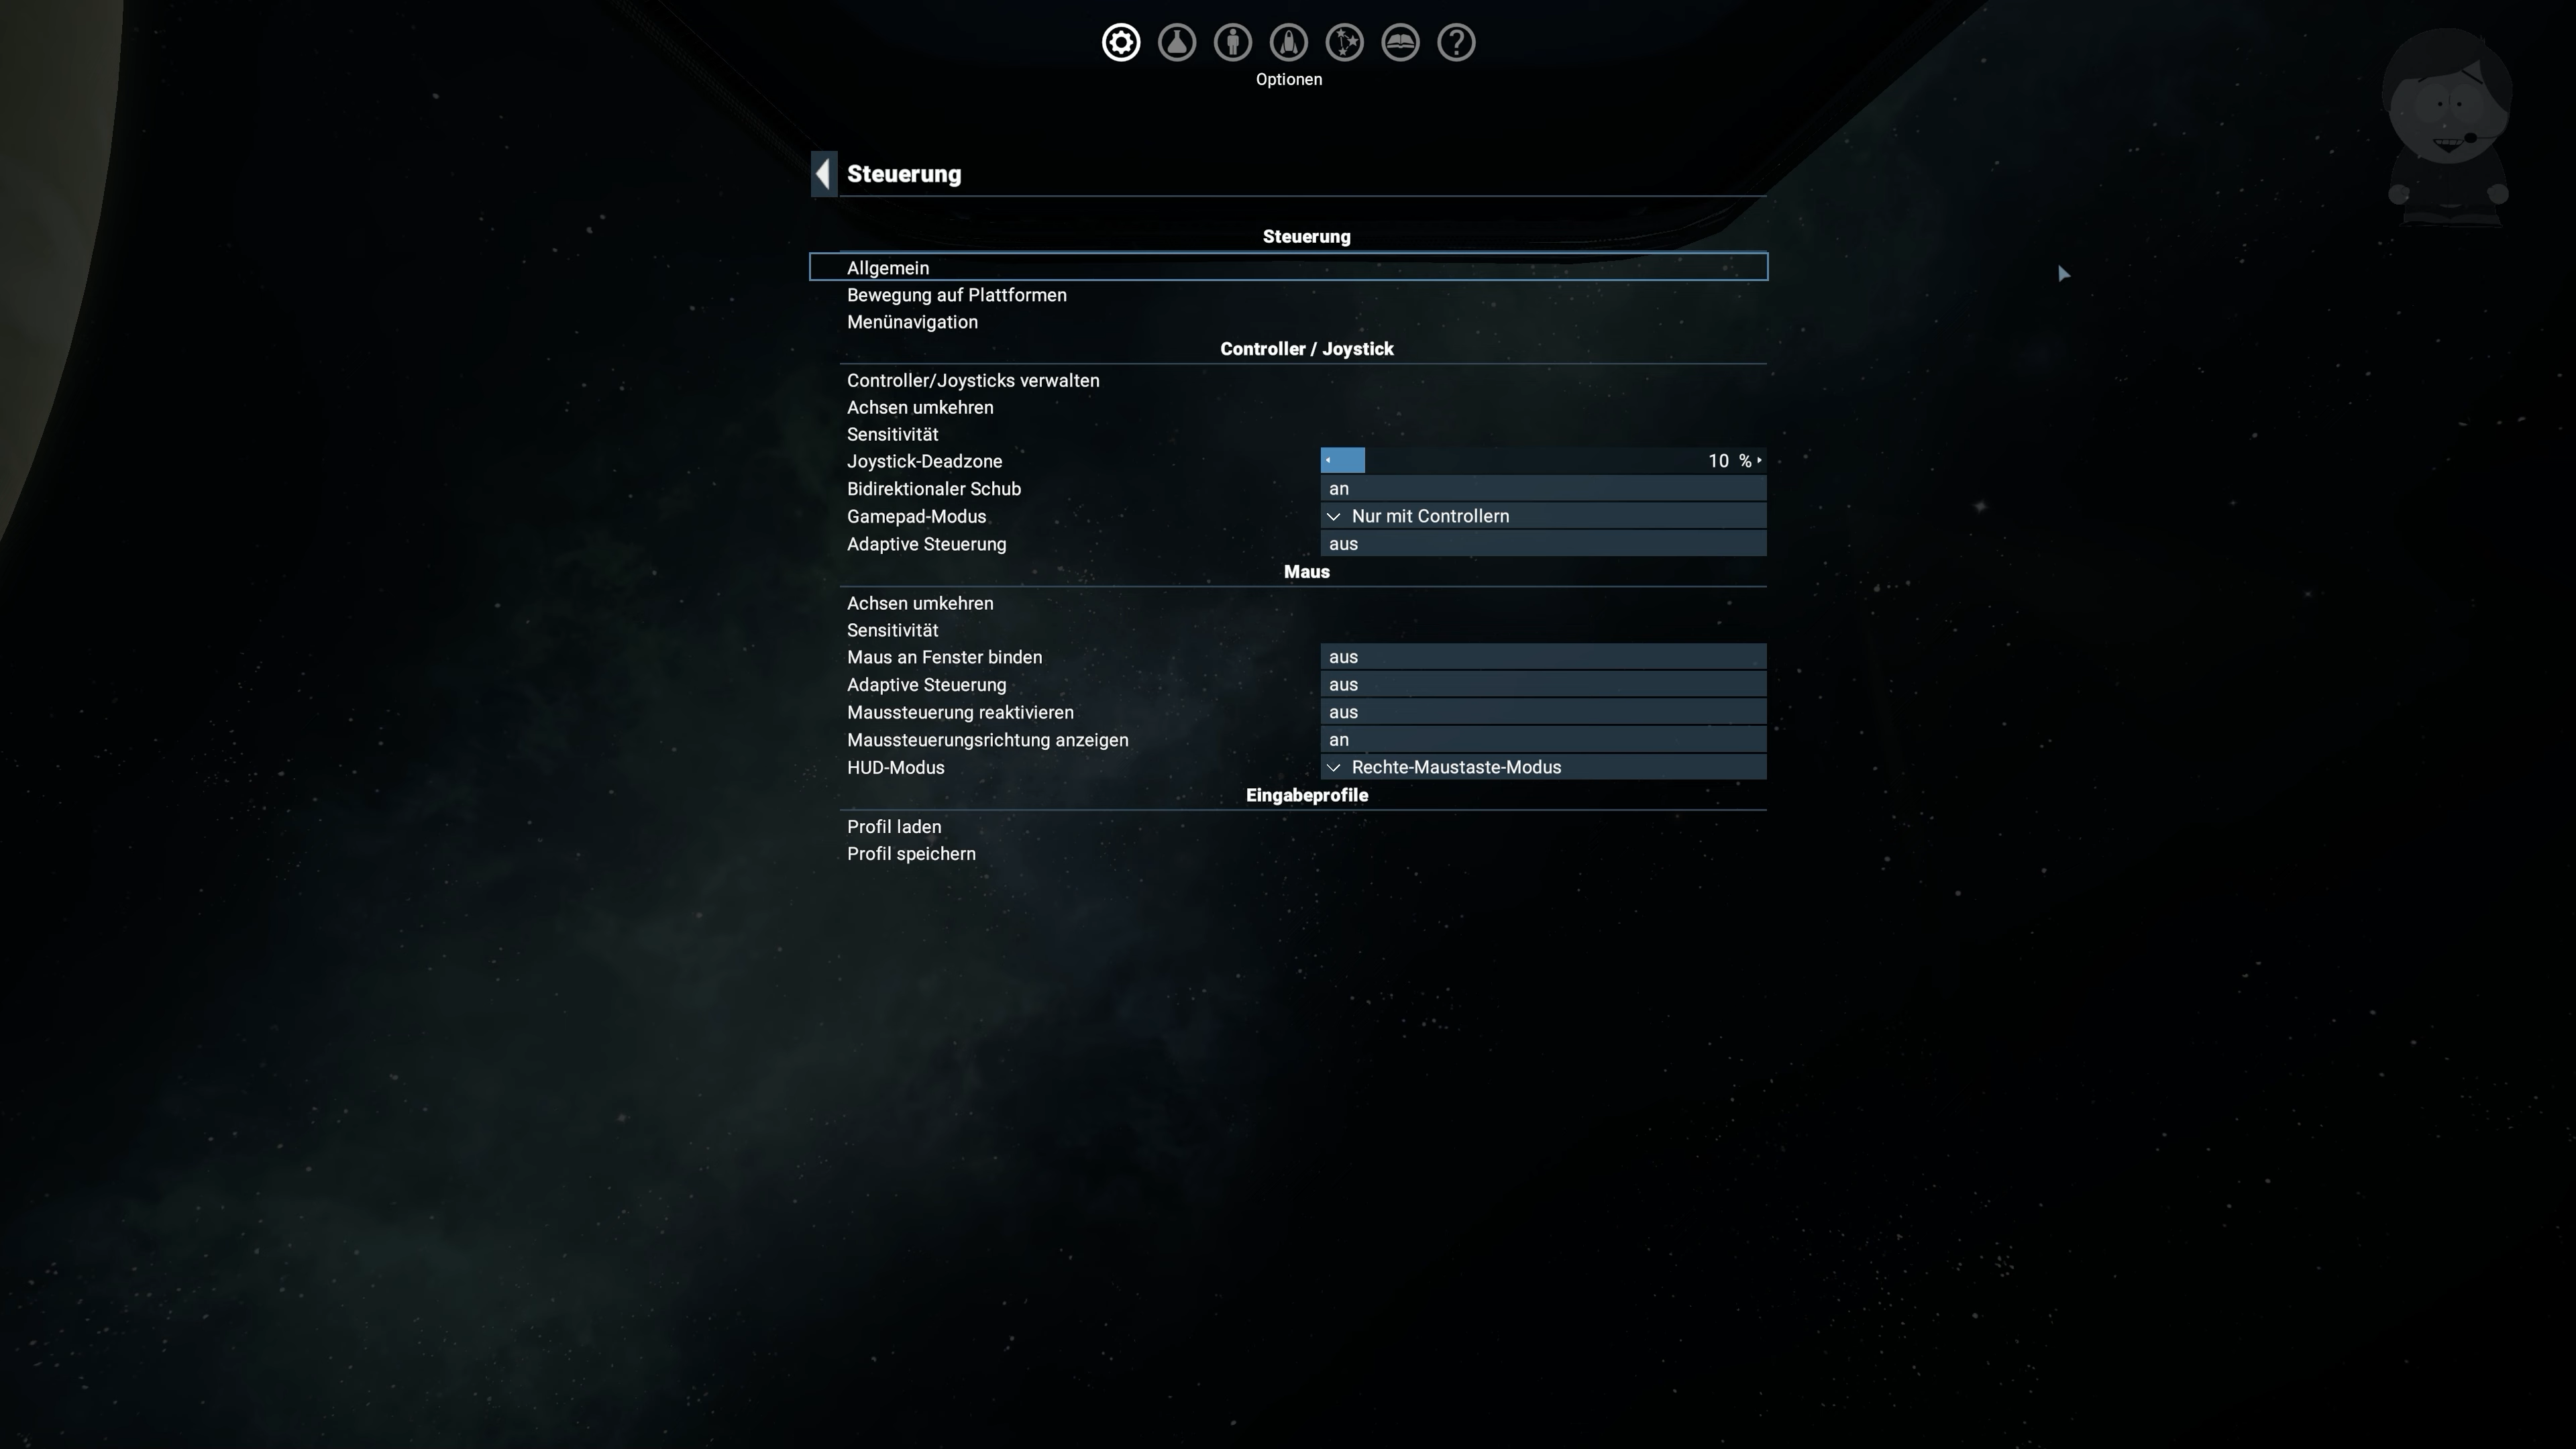 Optionen
Steuerung
Steuerung
Allgemein
Bewegung auf Plattformen
Menünavigation
Controller / Joystick
Controller/Joysticks verwalten
Achsen umkehren
Sensitivität
Joystick-Deadzone 10 %
Bidirektionaler Schub an
Gamepad-Modus Nur mit Controllern
Adaptive Steuerung aus
Maus
Achsen umkehren
Sensitivität
Maus an Fenster binden aus
Adaptive Steuerung aus
Maussteuerung reaktivieren aus
Maussteuerungsrichtung anzeigen an
HUD-Modus Rechte-Maustaste-Modus
Eingabeprofile
Profil laden
Profil speichern